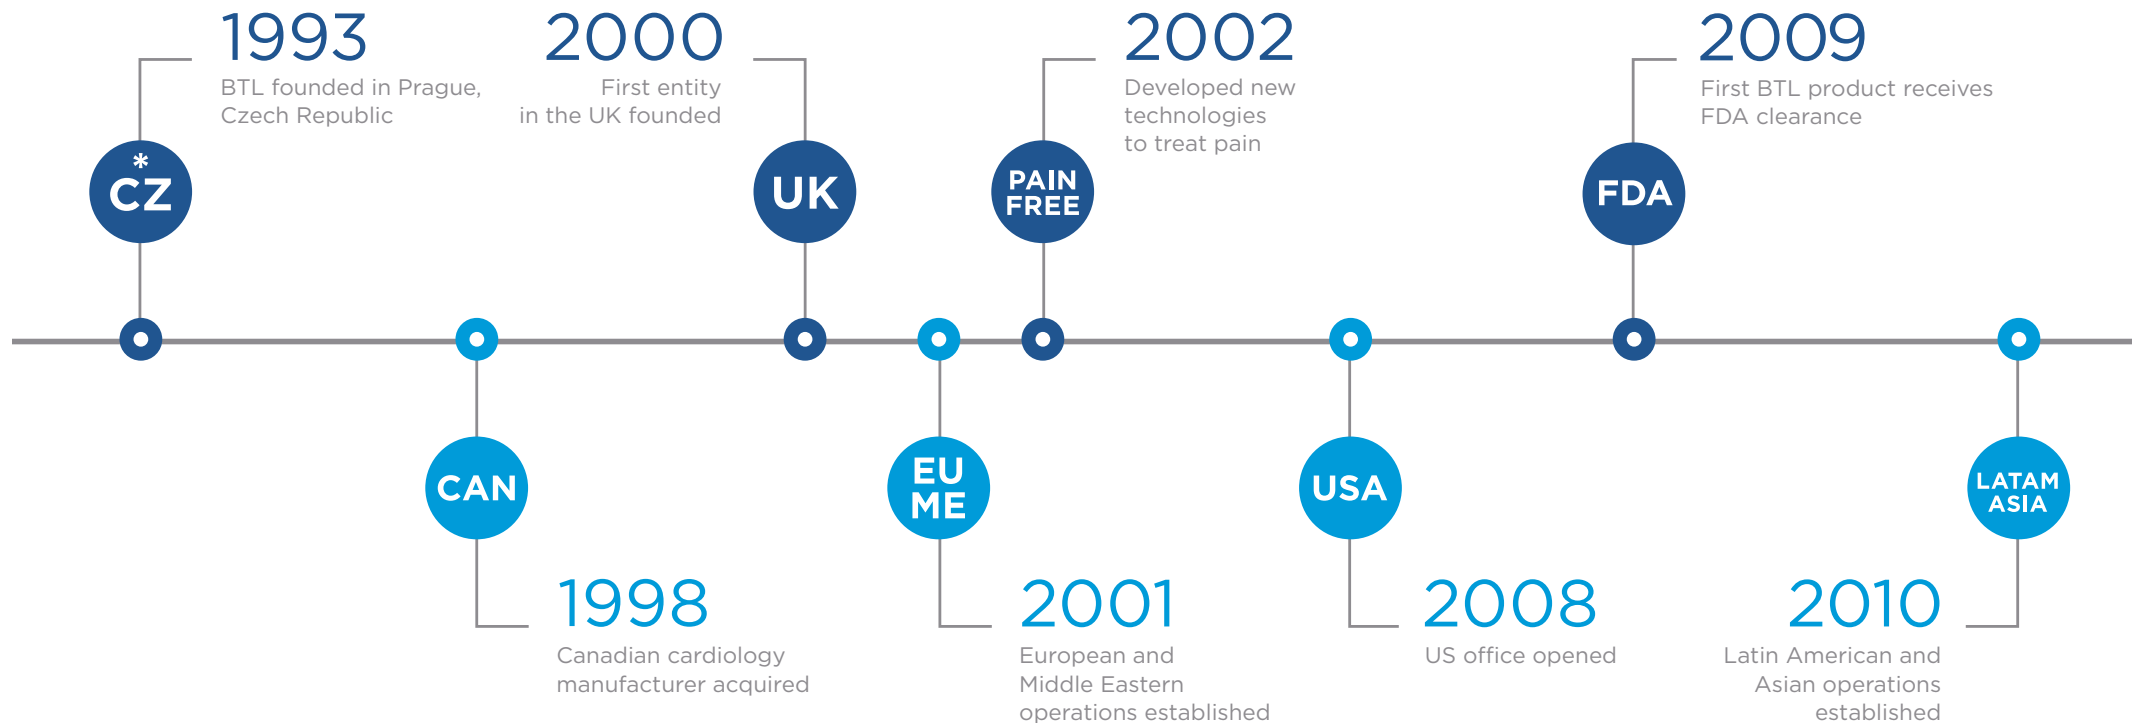 1993
BTL founded in Prague,
Czech Republic
*
CZ
2000
First entity
in the UK founded
UK
2002
Developed new
technologies
to treat pain
PAIN
FREE
2009
First BTL product receives
FDA clearance
FDA
CAN
1998
Canadian cardiology
manufacturer acquired
EU
ME
2001
European and
Middle Eastern
operations established
USA
2008
US office opened
LATAM
ASIA
2010
Latin American and
Asian operations
established